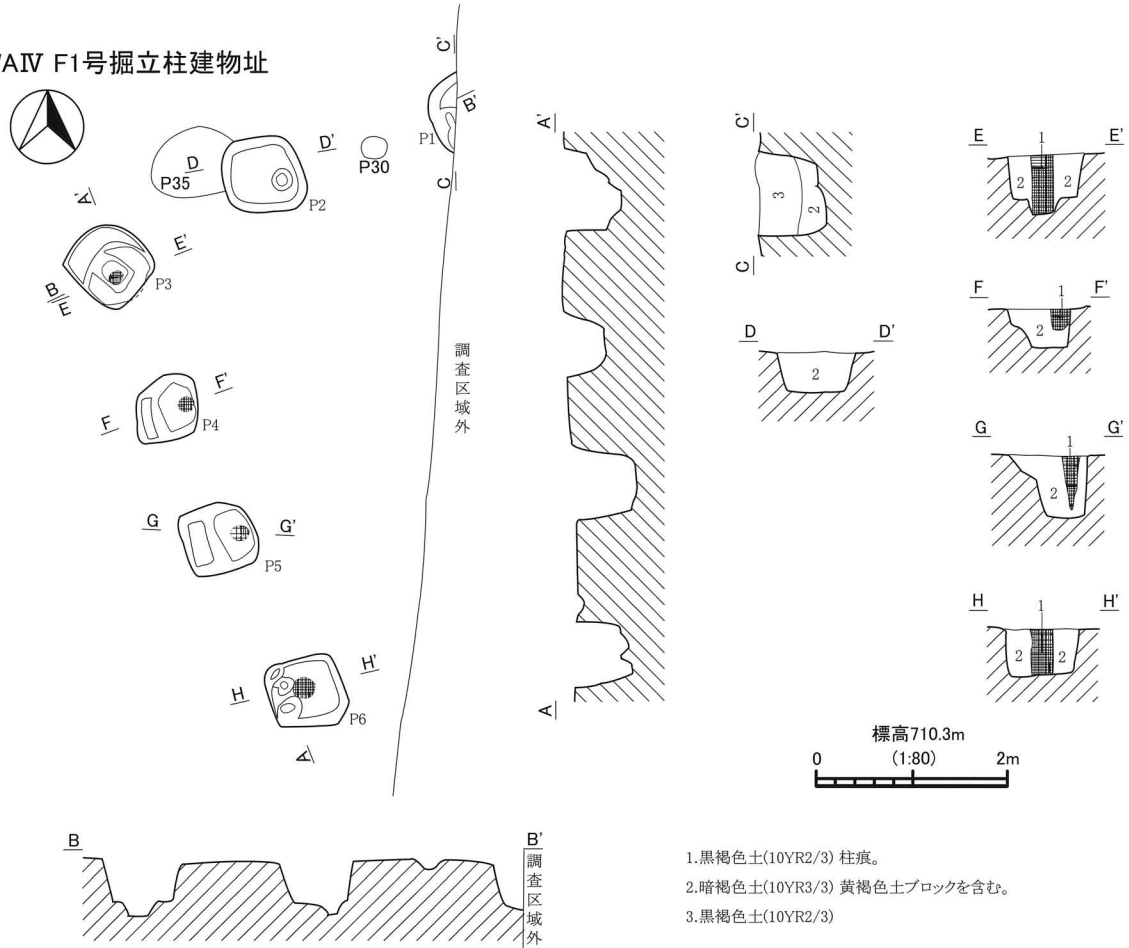 AⅣ F1号掘立柱建物址
C'
B'
P1
C
D'
P30
D
P35
P2
A'
E'
P3
B
E
F'
F
P4
G
G'
P5
H'
H
P6
A
調査区域外
A'
A
C'
3
2
C
D
D'
2
E
1
E'
2
2
F
1
F'
2
G
1
G'
2
H
1
H'
2
2
標高710.3m
0
(1:80)
2m
B
B'
調査区域外
1.黒褐色土(10YR2/3) 柱痕。
2.暗褐色土(10YR3/3) 黄褐色土ブロックを含む。
3.黒褐色土(10YR2/3)